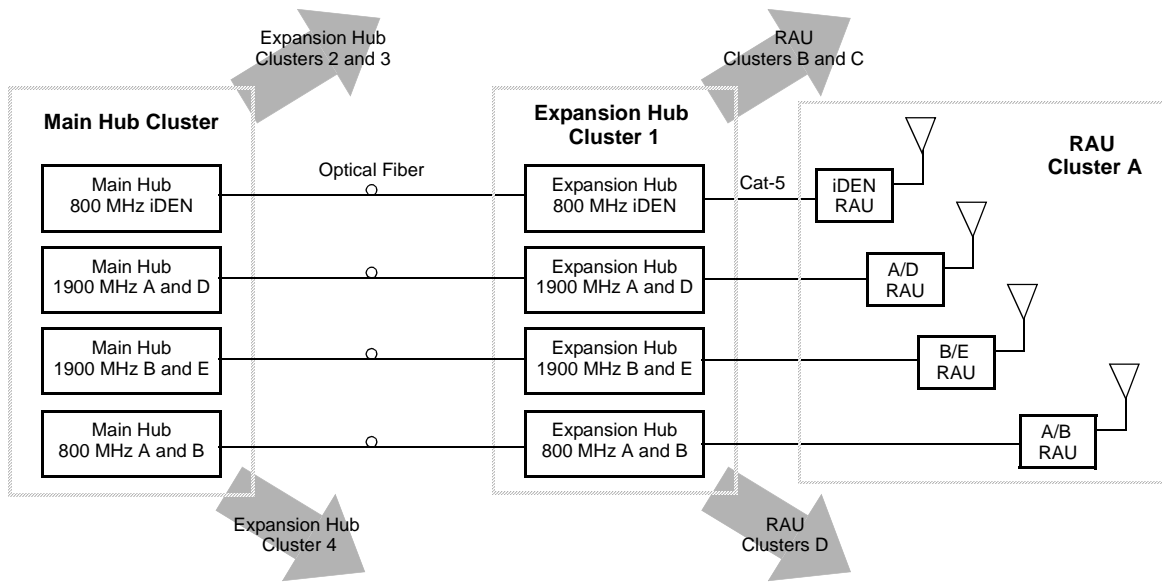 Expansion Hub
Clusters 2 and 3
RAU
Clusters B and C
Main Hub Cluster
Expansion Hub
Cluster 1
RAU
Cluster A
Main Hub
800 MHz iDEN
Optical Fiber
Expansion Hub
800 MHz iDEN
Cat-5
iDEN
RAU
Main Hub
1900 MHz A and D
Expansion Hub
1900 MHz A and D
A/D
RAU
Main Hub
1900 MHz B and E
Expansion Hub
1900 MHz B and E
B/E
RAU
Main Hub
800 MHz A and B
Expansion Hub
800 MHz A and B
A/B
RAU
Expansion Hub
Cluster 4
RAU
Clusters D